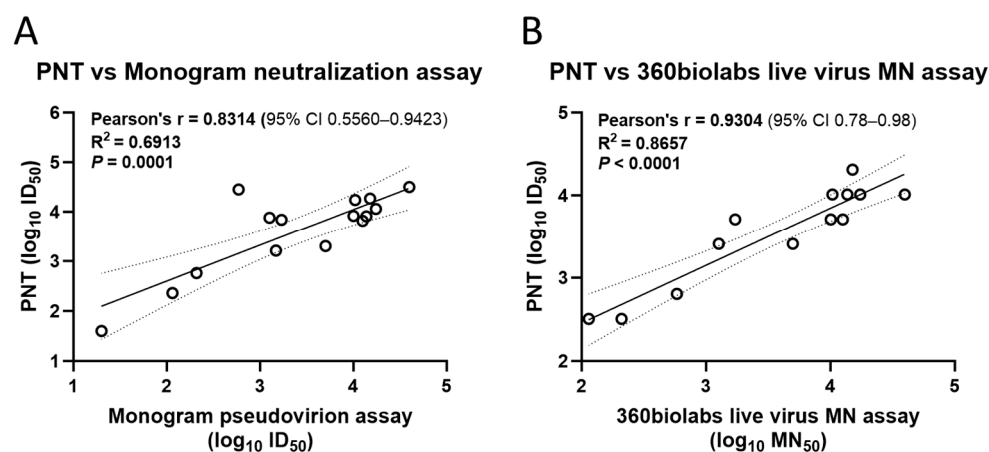 A
PNT vs Monogram neutralization assay
Pearson's r = 0.8314 (95% CI 0.5560–0.9423)
R² = 0.6913
P = 0.0001
PNT (log₁₀ ID₅₀)
6
5
4
3
2
1
1 2 3 4 5
Monogram pseudovirion assay
(log₁₀ ID₅₀)
B
PNT vs 360biolabs live virus MN assay
Pearson's r = 0.9304 (95% CI 0.78–0.98)
R² = 0.8657
P < 0.0001
PNT (log₁₀ ID₅₀)
5
4
3
2
2 3 4 5
360biolabs live virus MN assay
(log₁₀ MN₅₀)